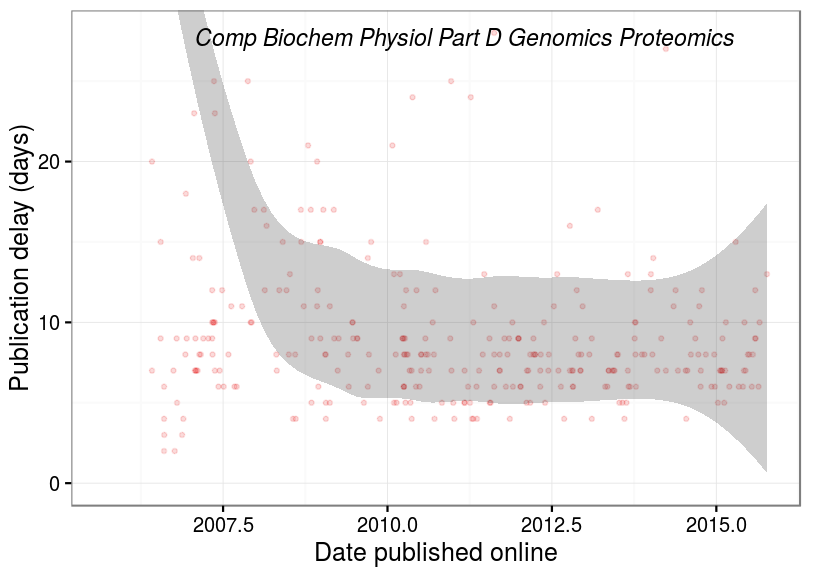 Comp Biochem Physiol Part D Genomics Proteomics
Publication delay (days)
20
10
0
2007.5 2010.0 2012.5 2015.0
Date published online